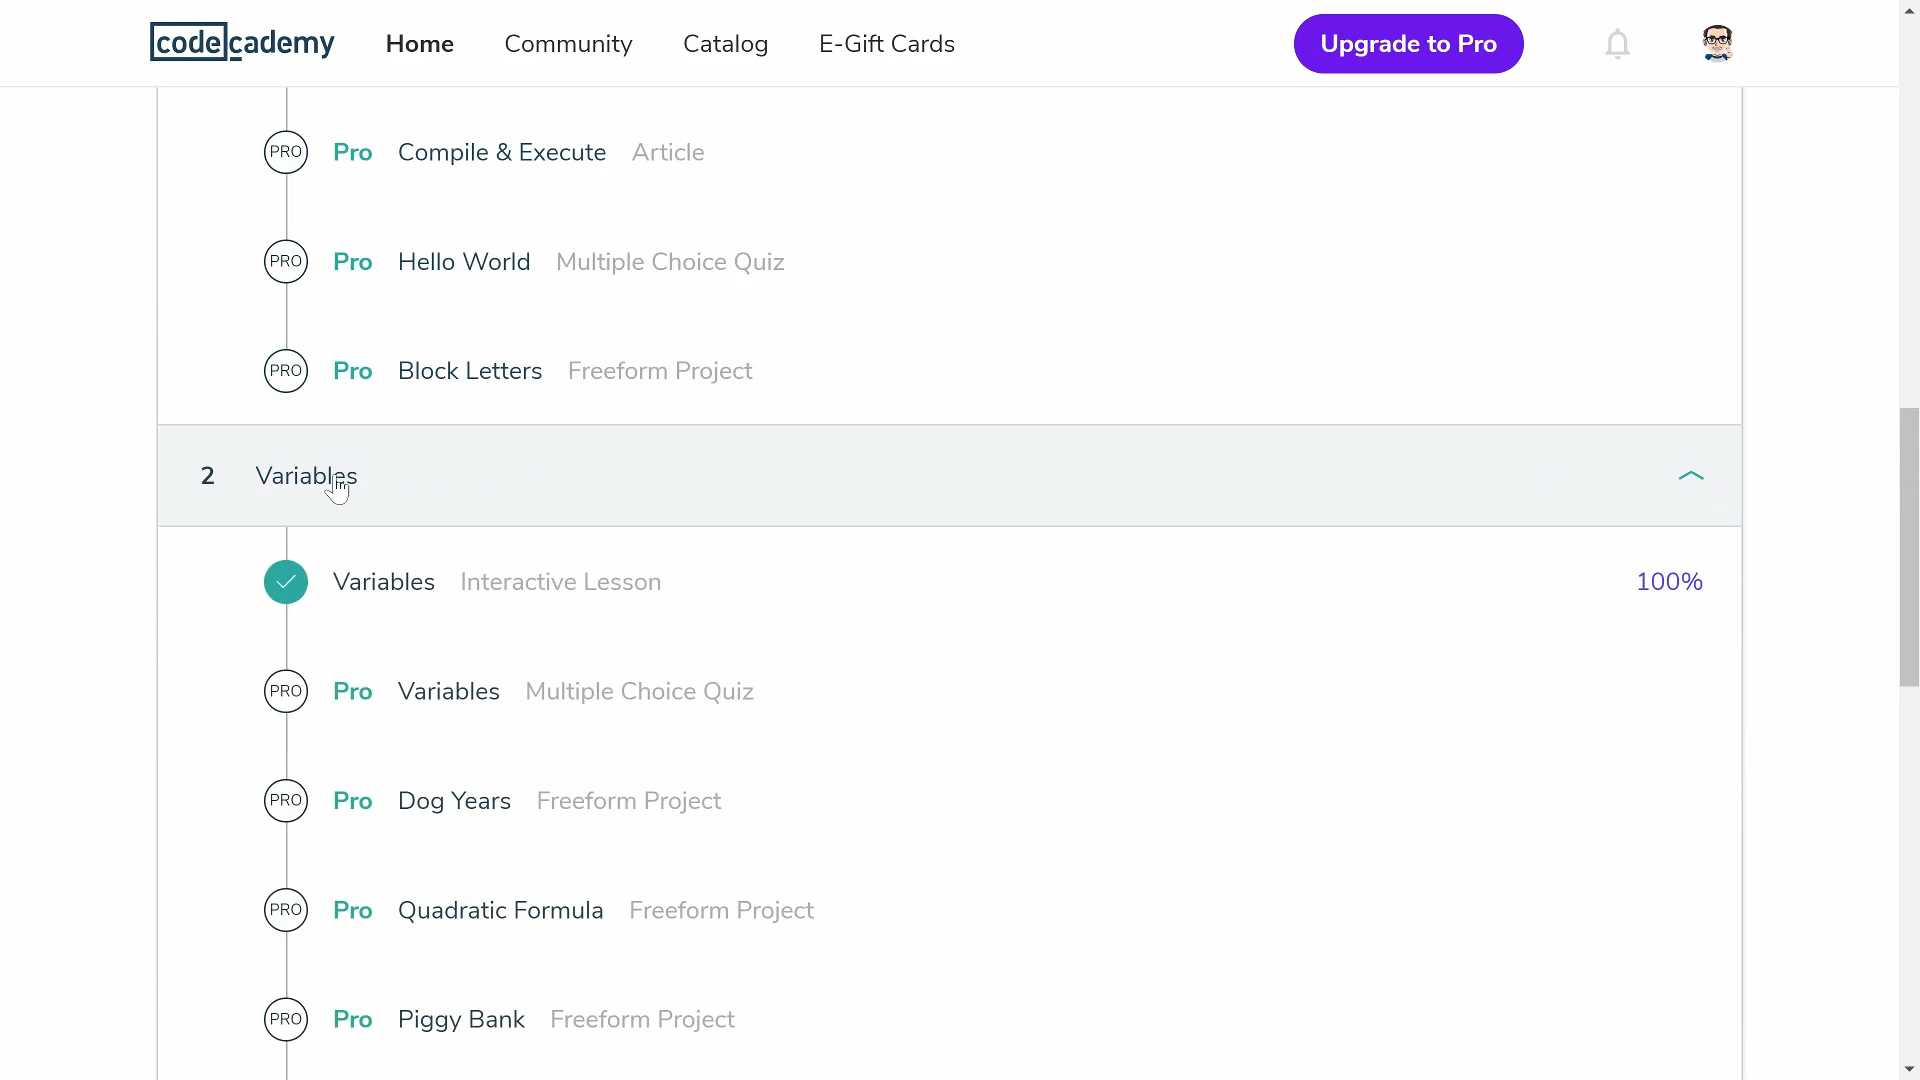 codecademy Home Community Catalog E-Gift Cards Upgrade to Pro
PRO Pro Compile & Execute Article
PRO Pro Hello World Multiple Choice Quiz
PRO Pro Block Letters Freeform Project
2 Variables
Variables Interactive Lesson 100%
PRO Pro Variables Multiple Choice Quiz
PRO Pro Dog Years Freeform Project
PRO Pro Quadratic Formula Freeform Project
PRO Pro Piggy Bank Freeform Project